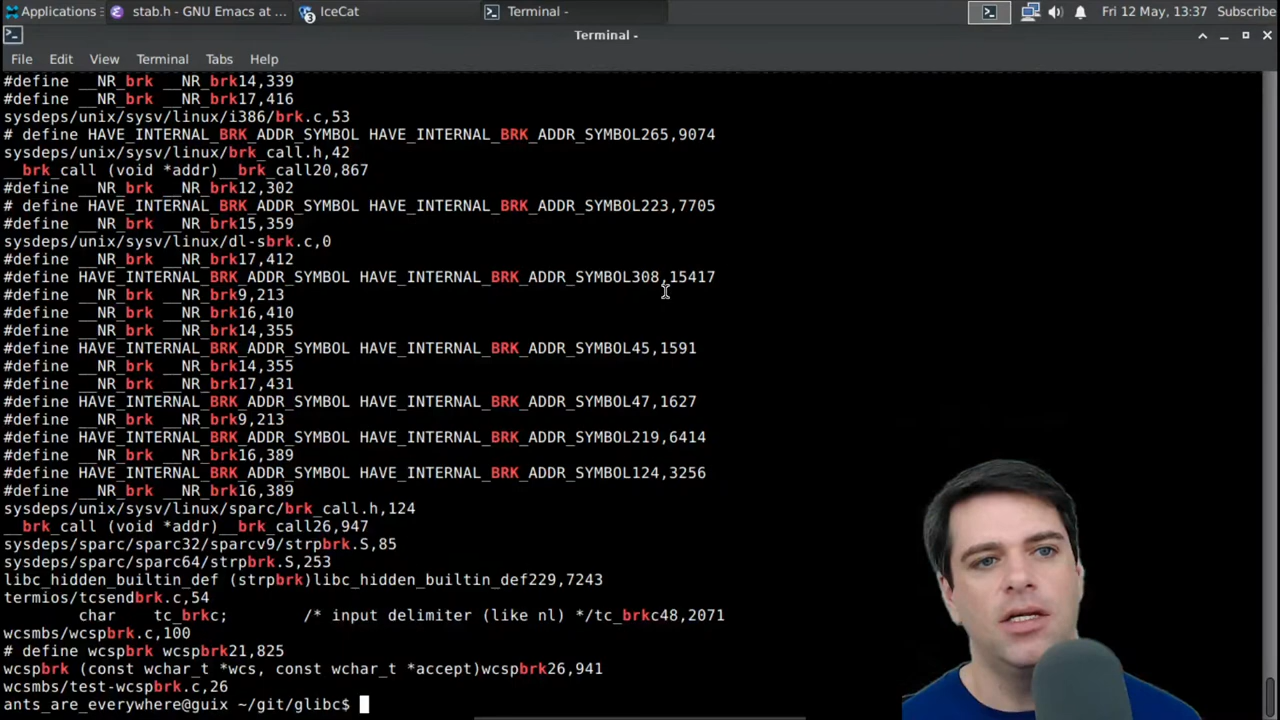 Applications
stab.h - GNU Emacs at ...
3
IceCat
Terminal -
Fri 12 May, 13:37
Subscribe
Terminal -
File Edit View Terminal Tabs Help
#define __NR_brk __NR_brk14,339
#define __NR_brk __NR_brk17,416
sysdeps/unix/sysv/linux/i386/brk.c,53
# define HAVE_INTERNAL_BRK_ADDR_SYMBOL HAVE_INTERNAL_BRK_ADDR_SYMBOL265,9074
sysdeps/unix/sysv/linux/brk_call.h,42
__brk_call (void *addr)__brk_call20,867
#define __NR_brk __NR_brk12,302
# define HAVE_INTERNAL_BRK_ADDR_SYMBOL HAVE_INTERNAL_BRK_ADDR_SYMBOL223,7705
#define __NR_brk __NR_brk15,359
sysdeps/unix/sysv/linux/dl-sbrk.c,0
#define __NR_brk __NR_brk17,412
#define HAVE_INTERNAL_BRK_ADDR_SYMBOL HAVE_INTERNAL_BRK_ADDR_SYMBOL308,15417
#define __NR_brk __NR_brk9,213
#define __NR_brk __NR_brk16,410
#define __NR_brk __NR_brk14,355
#define HAVE_INTERNAL_BRK_ADDR_SYMBOL HAVE_INTERNAL_BRK_ADDR_SYMBOL45,1591
#define __NR_brk __NR_brk14,355
#define __NR_brk __NR_brk17,431
#define HAVE_INTERNAL_BRK_ADDR_SYMBOL HAVE_INTERNAL_BRK_ADDR_SYMBOL47,1627
#define __NR_brk __NR_brk9,213
#define HAVE_INTERNAL_BRK_ADDR_SYMBOL HAVE_INTERNAL_BRK_ADDR_SYMBOL219,6414
#define __NR_brk __NR_brk16,389
#define HAVE_INTERNAL_BRK_ADDR_SYMBOL HAVE_INTERNAL_BRK_ADDR_SYMBOL124,3256
#define __NR_brk __NR_brk16,389
sysdeps/unix/sysv/linux/sparc/brk_call.h,124
__brk_call (void *addr)__brk_call26,947
sysdeps/sparc/sparc32/sparcv9/strpbrk.S,85
sysdeps/sparc/sparc64/strpbrk.S,253
libc_hidden_builtin_def (strpbrk)libc_hidden_builtin_def229,7243
termios/tcsendbrk.c,54
char tc_brkc; /* input delimiter (like nl) */tc_brkc48,2071
wcsmbs/wcspbrk.c,100
# define wcspbrk wcspbrk21,825
wcspbrk (const wchar_t *wcs, const wchar_t *accept)wcspbrk26,941
wcsmbs/test-wcspbrk.c,26
ants_are_everywhere@guix ~/git/glibc$